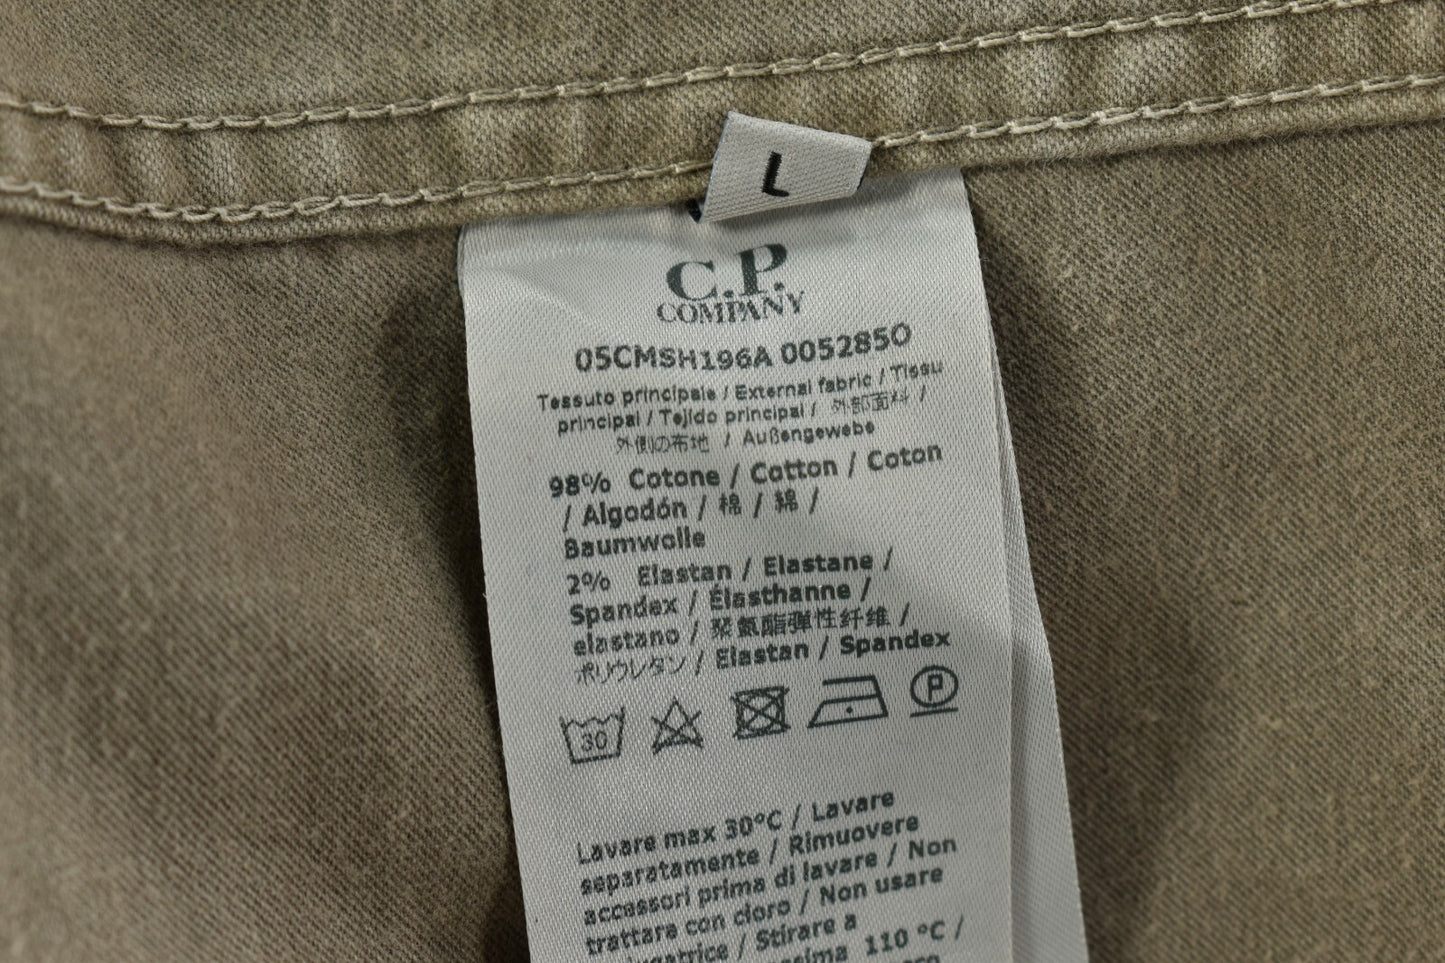 L
C.P.
COMPANY
05CMSH196A 005285O
Tessuto principale / External fabric / Tissu
principal / Tejido principal / 外部面料 /
外側の布地 / Außengewebe
98% Cotone / Cotton / Coton
/ Algodón / 棉 / 綿 /
Baumwolle
2% Elastan / Elastane /
Spandex / Élasthanne /
elastano / 聚氨酯弹性纤维 /
ポリウレタン / Elastan / Spandex
30
P
Lavare max 30°C / Lavare
separatamente / Rimuovere
accessori prima di lavare / Non
trattare con cloro / Non usare
/ Stirare a
110 °C /